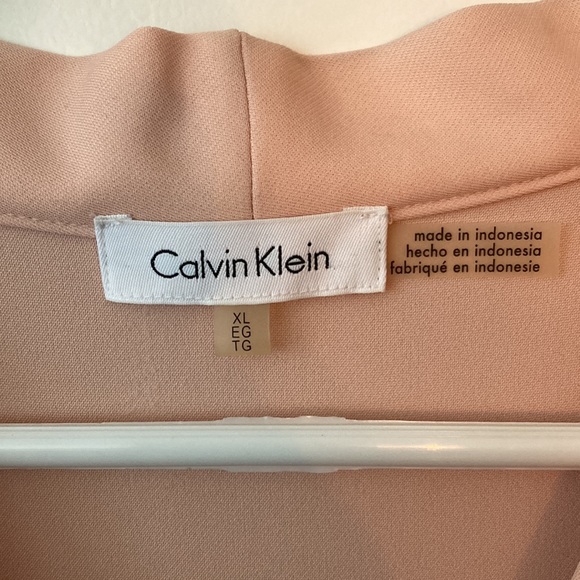 Calvin Klein
made in indonesia
hecho en indonesia
fabriqué en indonesie
XL
EG
TG